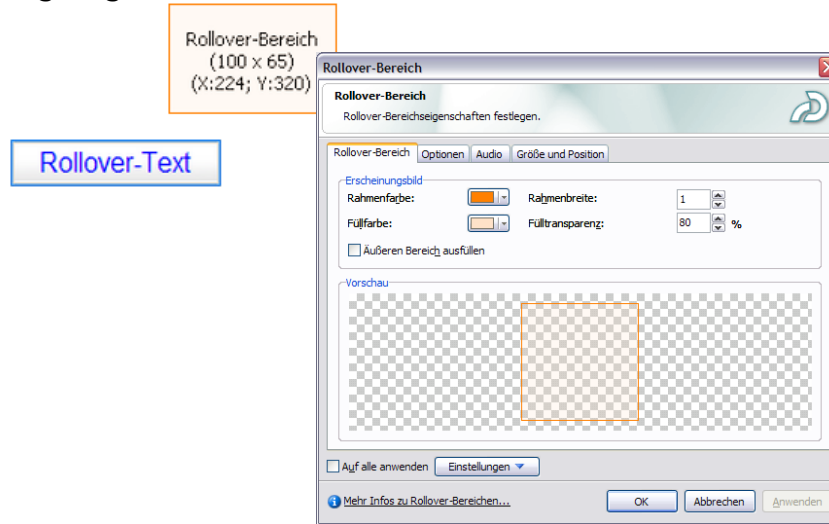 Rollover-Bereich
(100 x 65)
(X:224; Y:320)
Rollover-Text
Rollover-Bereich
Rollover-Bereich
Rollover-Bereichseigenschaften festlegen.
Rollover-Bereich Optionen Audio Größe und Position
Erscheinungsbild
Rahmenfarbe: Rahmenbreite: 1
Füllfarbe: Fülltransparenz: 80 %
Äußeren Bereich ausfüllen
Vorschau
Auf alle anwenden Einstellungen
Mehr Infos zu Rollover-Bereichen... OK Abbrechen Anwenden